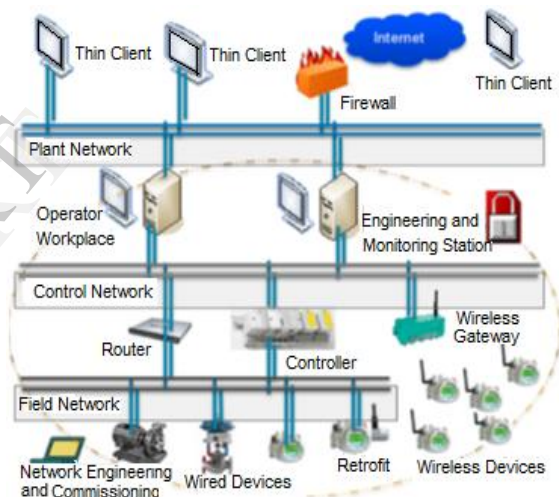 Internet
Thin Client
Thin Client
Thin Client
Firewall
Plant Network
Operator
Workplace
Engineering and
Monitoring Station
Control Network
Wireless
Gateway
Router
Controller
Field Network
Network Engineering
and Commissioning
Wired Devices
Retrofit
Wireless Devices